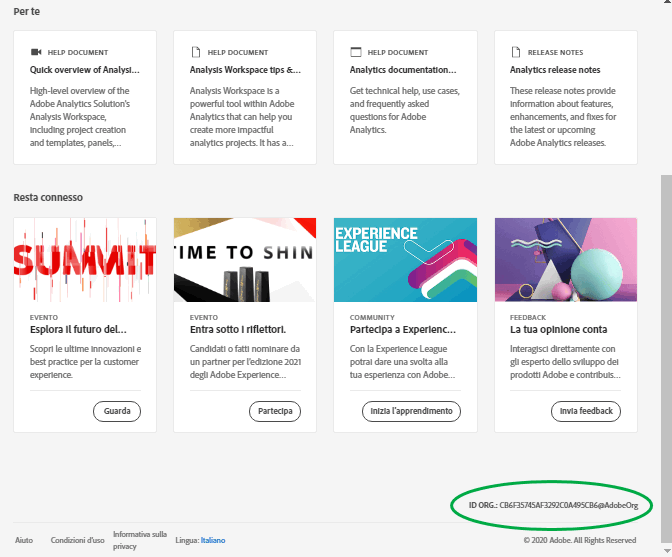 Per te
HELP DOCUMENT
Quick overview of Analysi...
High-level overview of the
Adobe Analytics Solution's
Analysis Workspace,
including project creation
and templates, panels,...
HELP DOCUMENT
Analysis Workspace tips &...
Analysis Workspace is a
powerful tool within Adobe
Analytics that can help you
create more impactful
analytics projects. It has a...
HELP DOCUMENT
Analytics documentation...
Get technical help, use cases,
and frequently asked
questions for Adobe
Analytics.
RELEASE NOTES
Analytics release notes
These release notes provide
information about features,
enhancements, and fixes for
the latest or upcoming
Adobe Analytics releases.
Resta connesso
SUMMIT
EVENTO
Esplora il futuro del...
Scopri le ultime innovazioni e
best practice per la customer
experience.
Guarda
TIME TO SHIN
EVENTO
Entra sotto i riflettori.
Candidati o fatti nominare da
un partner per l'edizione 2021
degli Adobe Experience...
Partecipa
EXPERIENCE
LEAGUE
COMMUNITY
Partecipa a Experienc...
Con la Experience League
potrai dare una svolta alla
tua esperienza con Adobe...
Inizia l'apprendimento
FEEDBACK
La tua opinione conta
Interagisci direttamente con
gli esperto dello sviluppo dei
prodotti Adobe e contribuis...
Invia feedback
ID ORG.: CB6F35745AF3292C0A495CB6@AdobeOrg
Aiuto
Condizioni d'uso
Informativa sulla
privacy
Lingua: Italiano
© 2020 Adobe. All Rights Reserved